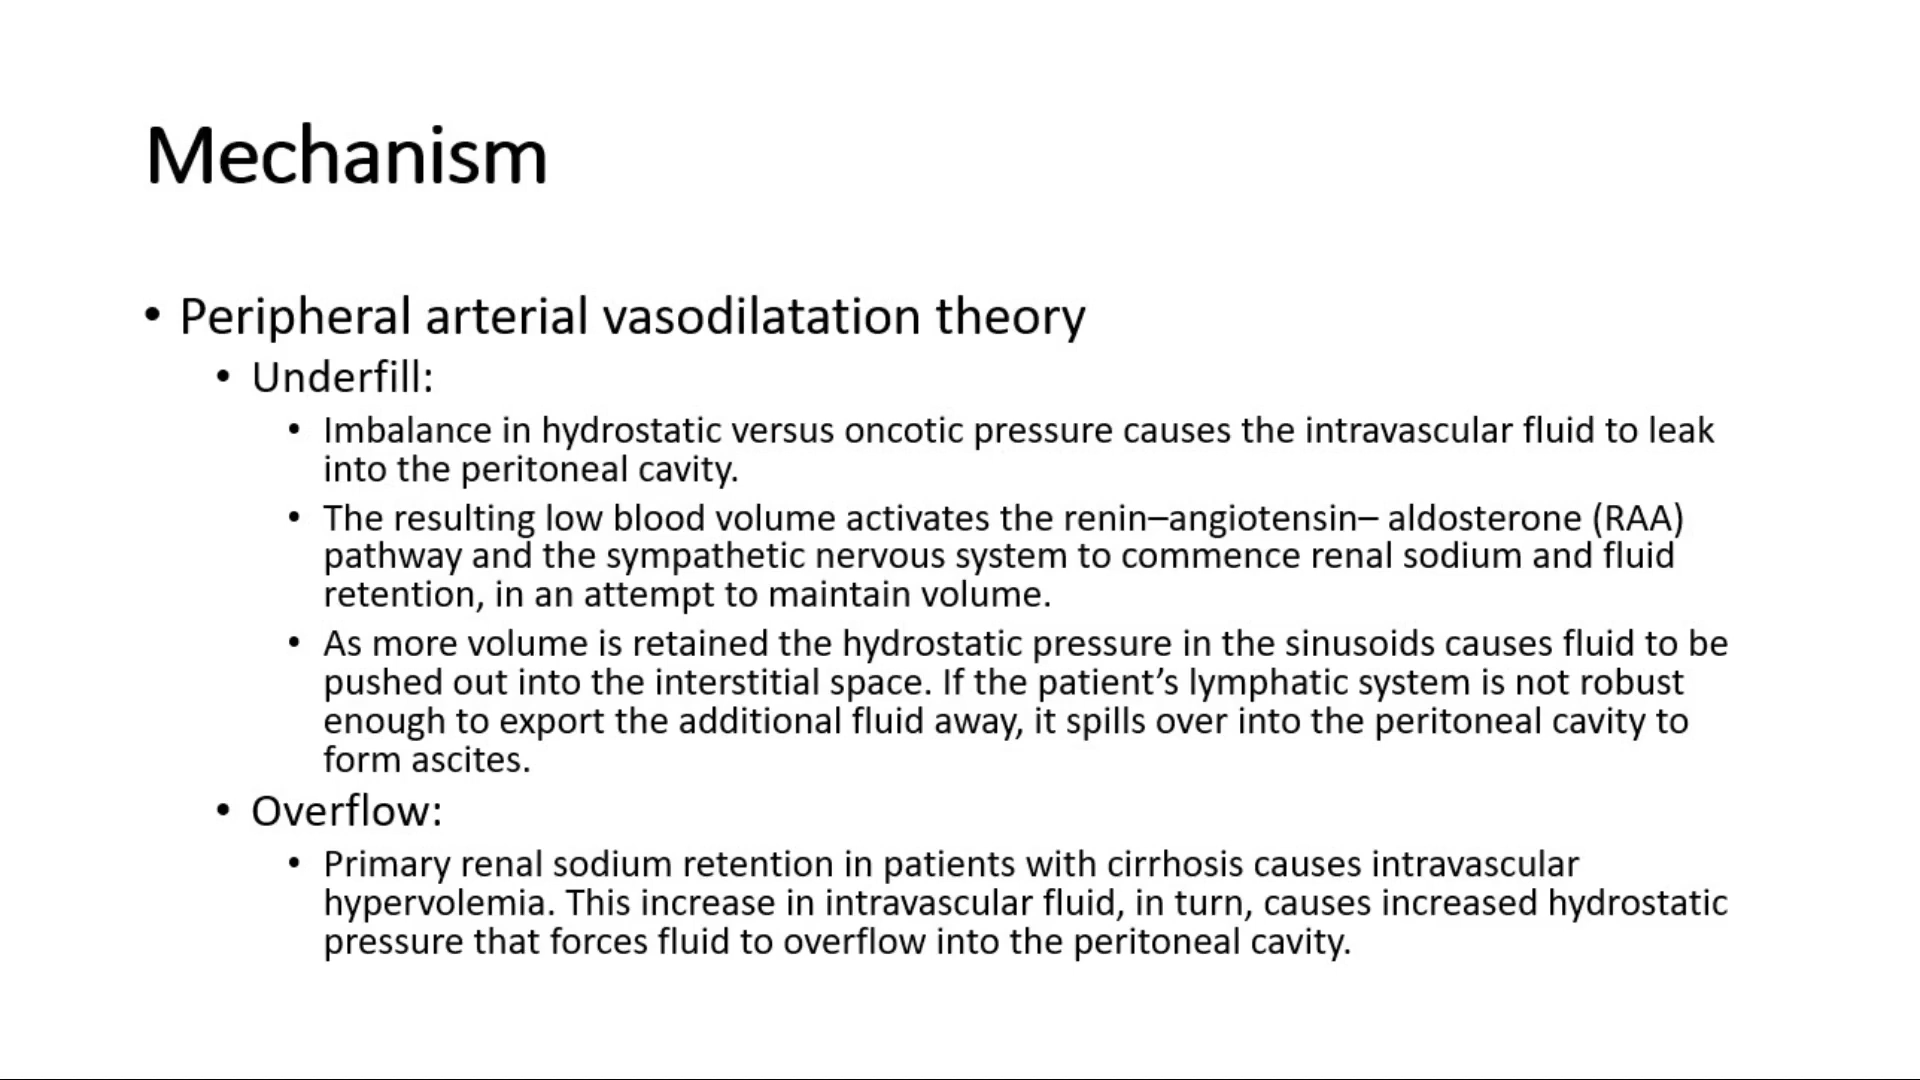 Mechanism
• Peripheral arterial vasodilatation theory
• Underfill:
• Imbalance in hydrostatic versus oncotic pressure causes the intravascular fluid to leak
into the peritoneal cavity.
• The resulting low blood volume activates the renin–angiotensin– aldosterone (RAA)
pathway and the sympathetic nervous system to commence renal sodium and fluid
retention, in an attempt to maintain volume.
• As more volume is retained the hydrostatic pressure in the sinusoids causes fluid to be
pushed out into the interstitial space. If the patient’s lymphatic system is not robust
enough to export the additional fluid away, it spills over into the peritoneal cavity to
form ascites.
• Overflow:
• Primary renal sodium retention in patients with cirrhosis causes intravascular
hypervolemia. This increase in intravascular fluid, in turn, causes increased hydrostatic
pressure that forces fluid to overflow into the peritoneal cavity.